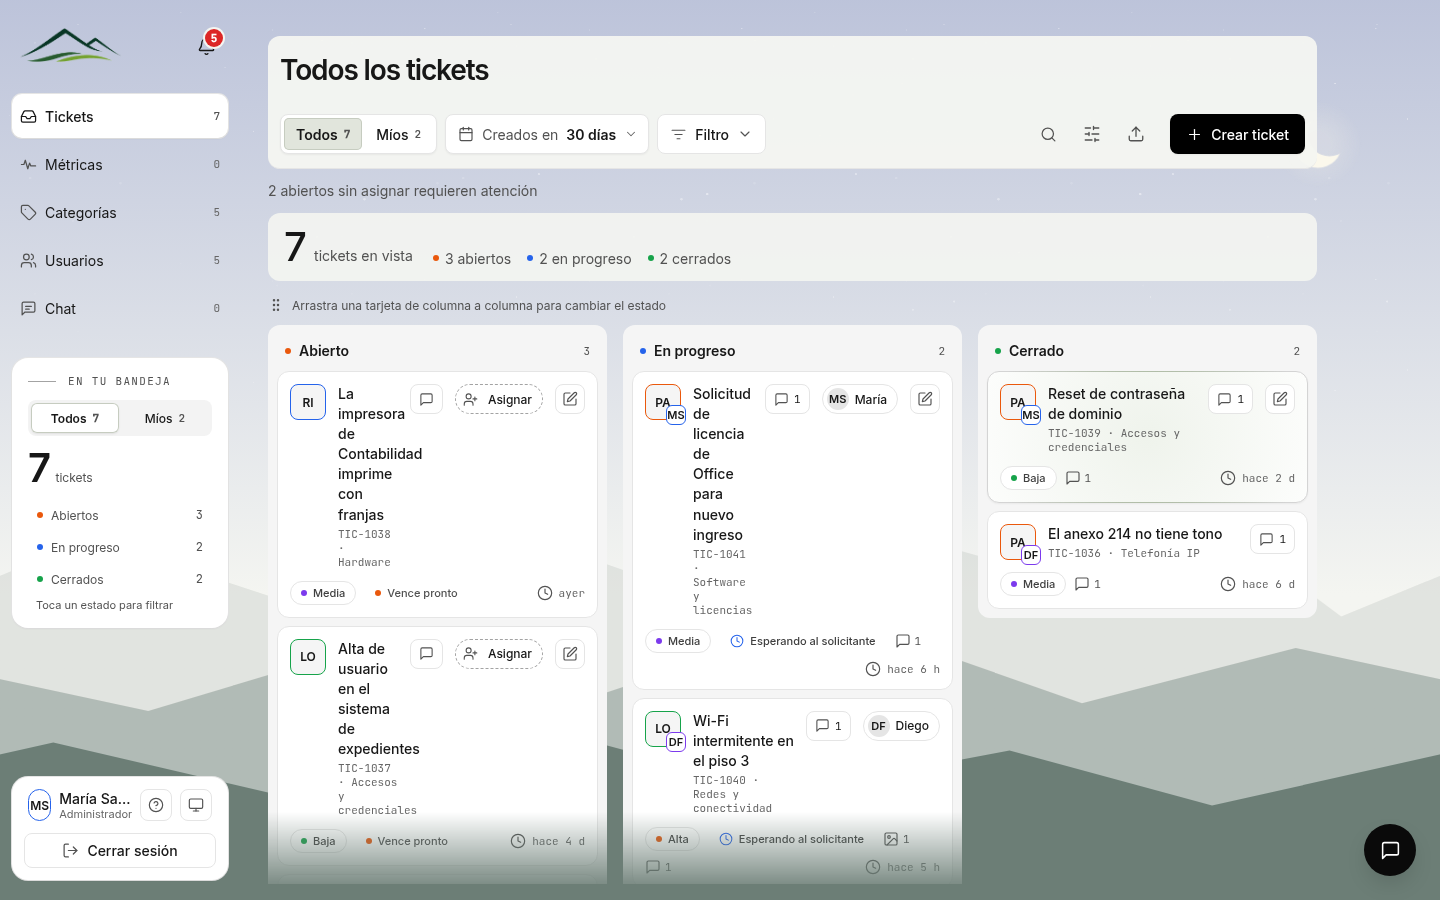 5
Todos los tickets
Tickets 7
Métricas 0
Categorías 5
Usuarios 5
Chat 0
Todos 7 Míos 2
Creados en 30 días
Filtro
Crear ticket
2 abiertos sin asignar requieren atención
7 tickets en vista
3 abiertos
2 en progreso
2 cerrados
Arrastra una tarjeta de columna a columna para cambiar el estado
EN TU BANDEJA
Todos 7 Míos 2
7 tickets
Abiertos 3
En progreso 2
Cerrados 2
Toca un estado para filtrar
MS
María Sa...
Administrador
Cerrar sesión
Abierto 3
RI
La
impresora
de
Contabilidad
imprime
con
franjas
TIC-1038
·
Hardware
Asignar
Media
Vence pronto
ayer
LO
Alta de
usuario
en el
sistema
de
expedientes
TIC-1037
· Accesos
y
credenciales
Asignar
Baja
Vence pronto
hace 4 d
En progreso 2
PA
MS
Solicitud
de
licencia
de
Office
para
nuevo
ingreso
TIC-1041
·
Software
y
licencias
1
MS María
Media
Esperando al solicitante
1
hace 6 h
LO
DF
Wi-Fi
intermitente en
el piso 3
TIC-1040 ·
Redes y
conectividad
1
DF Diego
Alta
Esperando al solicitante
1
1
hace 5 h
Cerrado 2
PA
MS
Reset de contraseña
de dominio
TIC-1039 · Accesos y
credenciales
1
Baja
1
hace 2 d
PA
DF
El anexo 214 no tiene tono
TIC-1036 · Telefonía IP
1
Media
1
hace 6 d